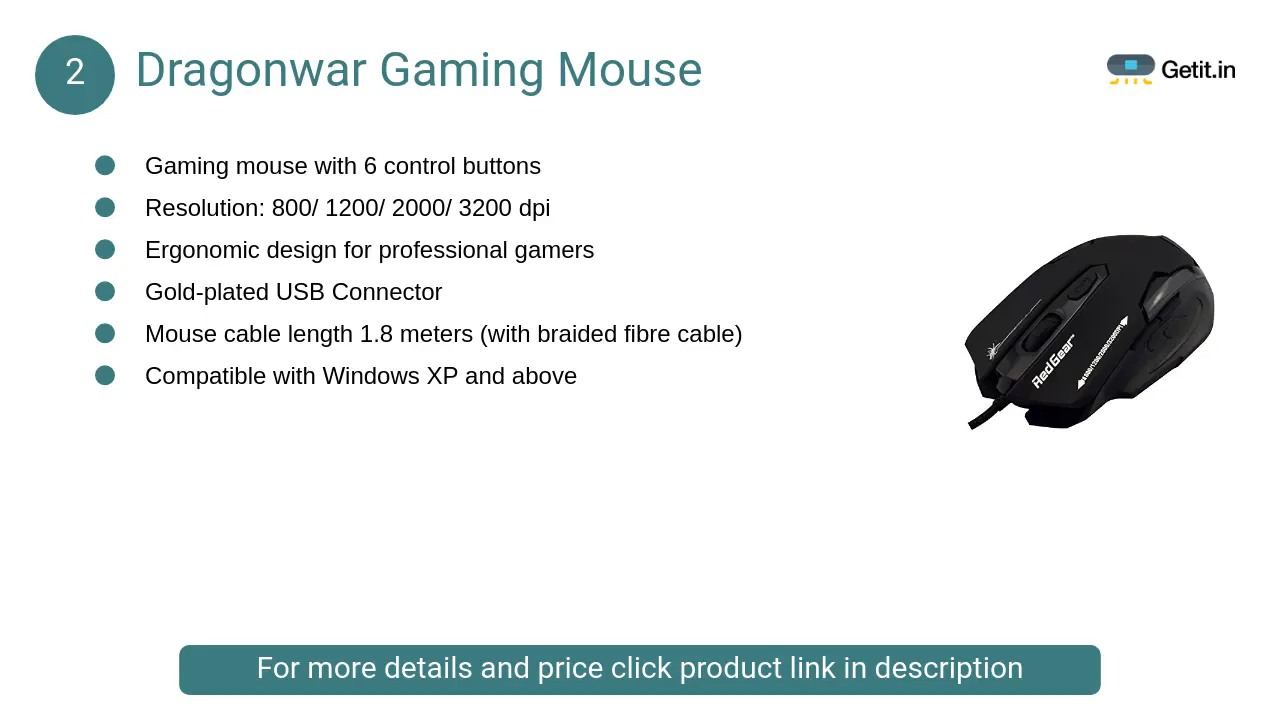 2
Dragonwar Gaming Mouse
Getit.in
Gaming mouse with 6 control buttons
Resolution: 800/ 1200/ 2000/ 3200 dpi
Ergonomic design for professional gamers
Gold-plated USB Connector
Mouse cable length 1.8 meters (with braided fibre cable)
Compatible with Windows XP and above
RedGear™
For more details and price click product link in description